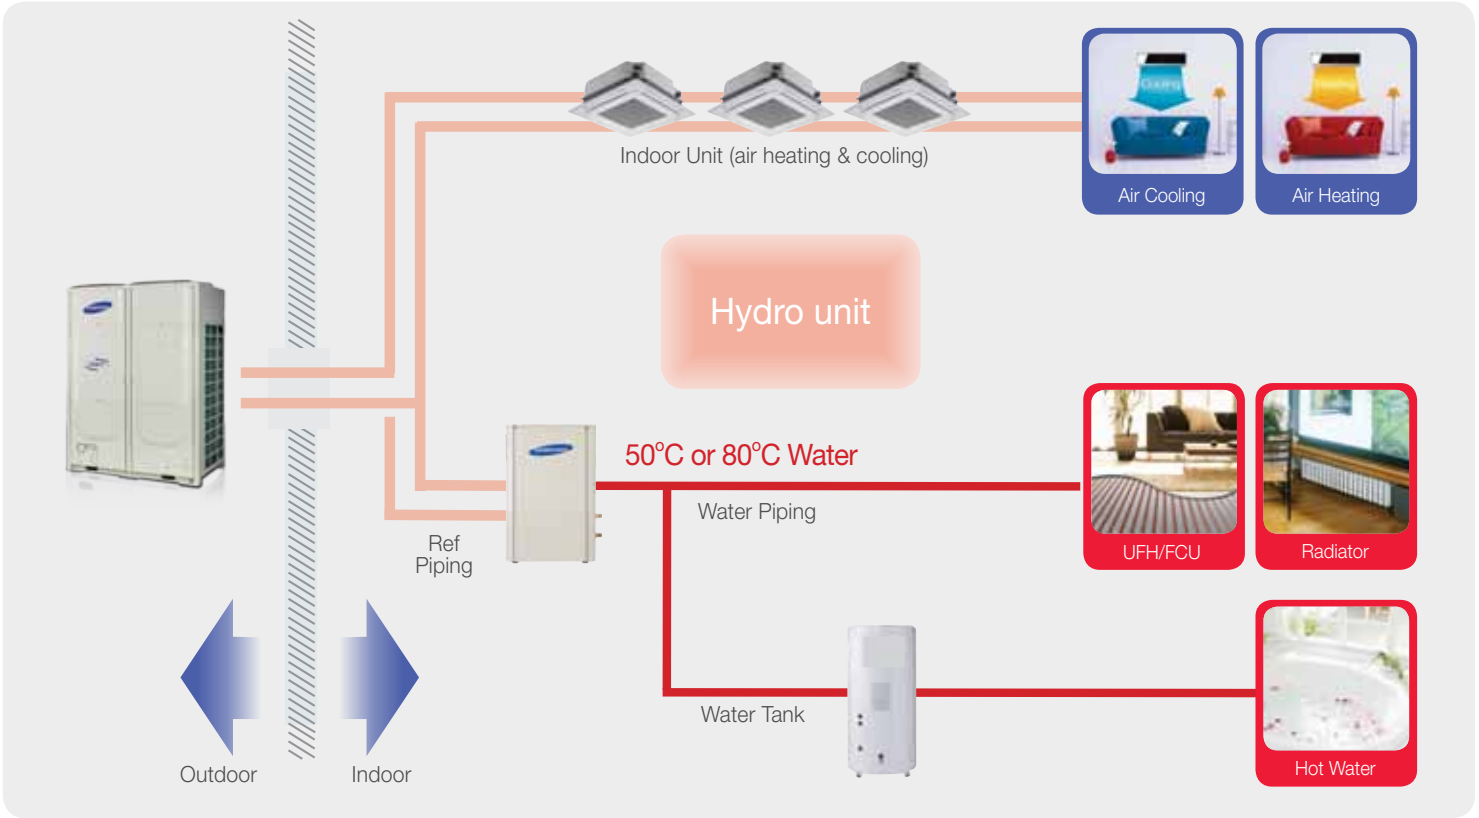 Cooling
Indoor Unit (air heating & cooling)
Air Cooling
Air Heating
Hydro unit
50°C or 80°C Water
Water Piping
Ref
Piping
UFH/FCU
Radiator
Water Tank
Hot Water
Outdoor
Indoor